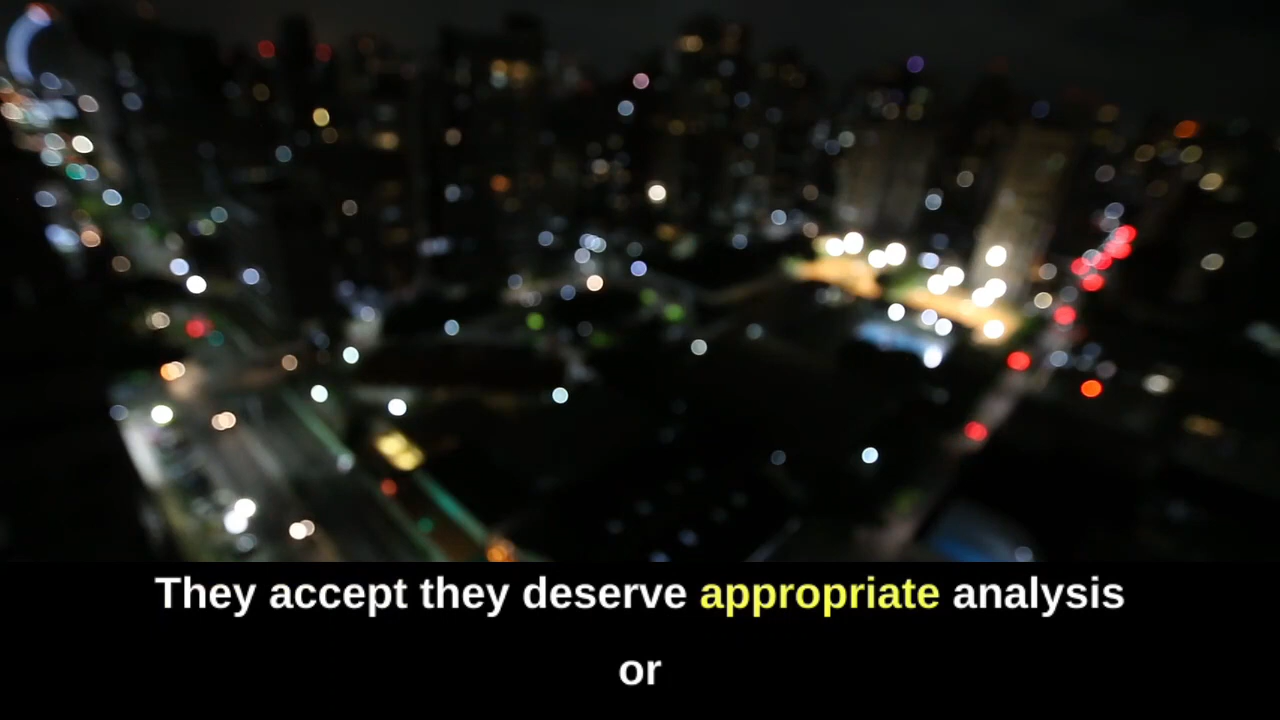 They accept they deserve appropriate analysis
or